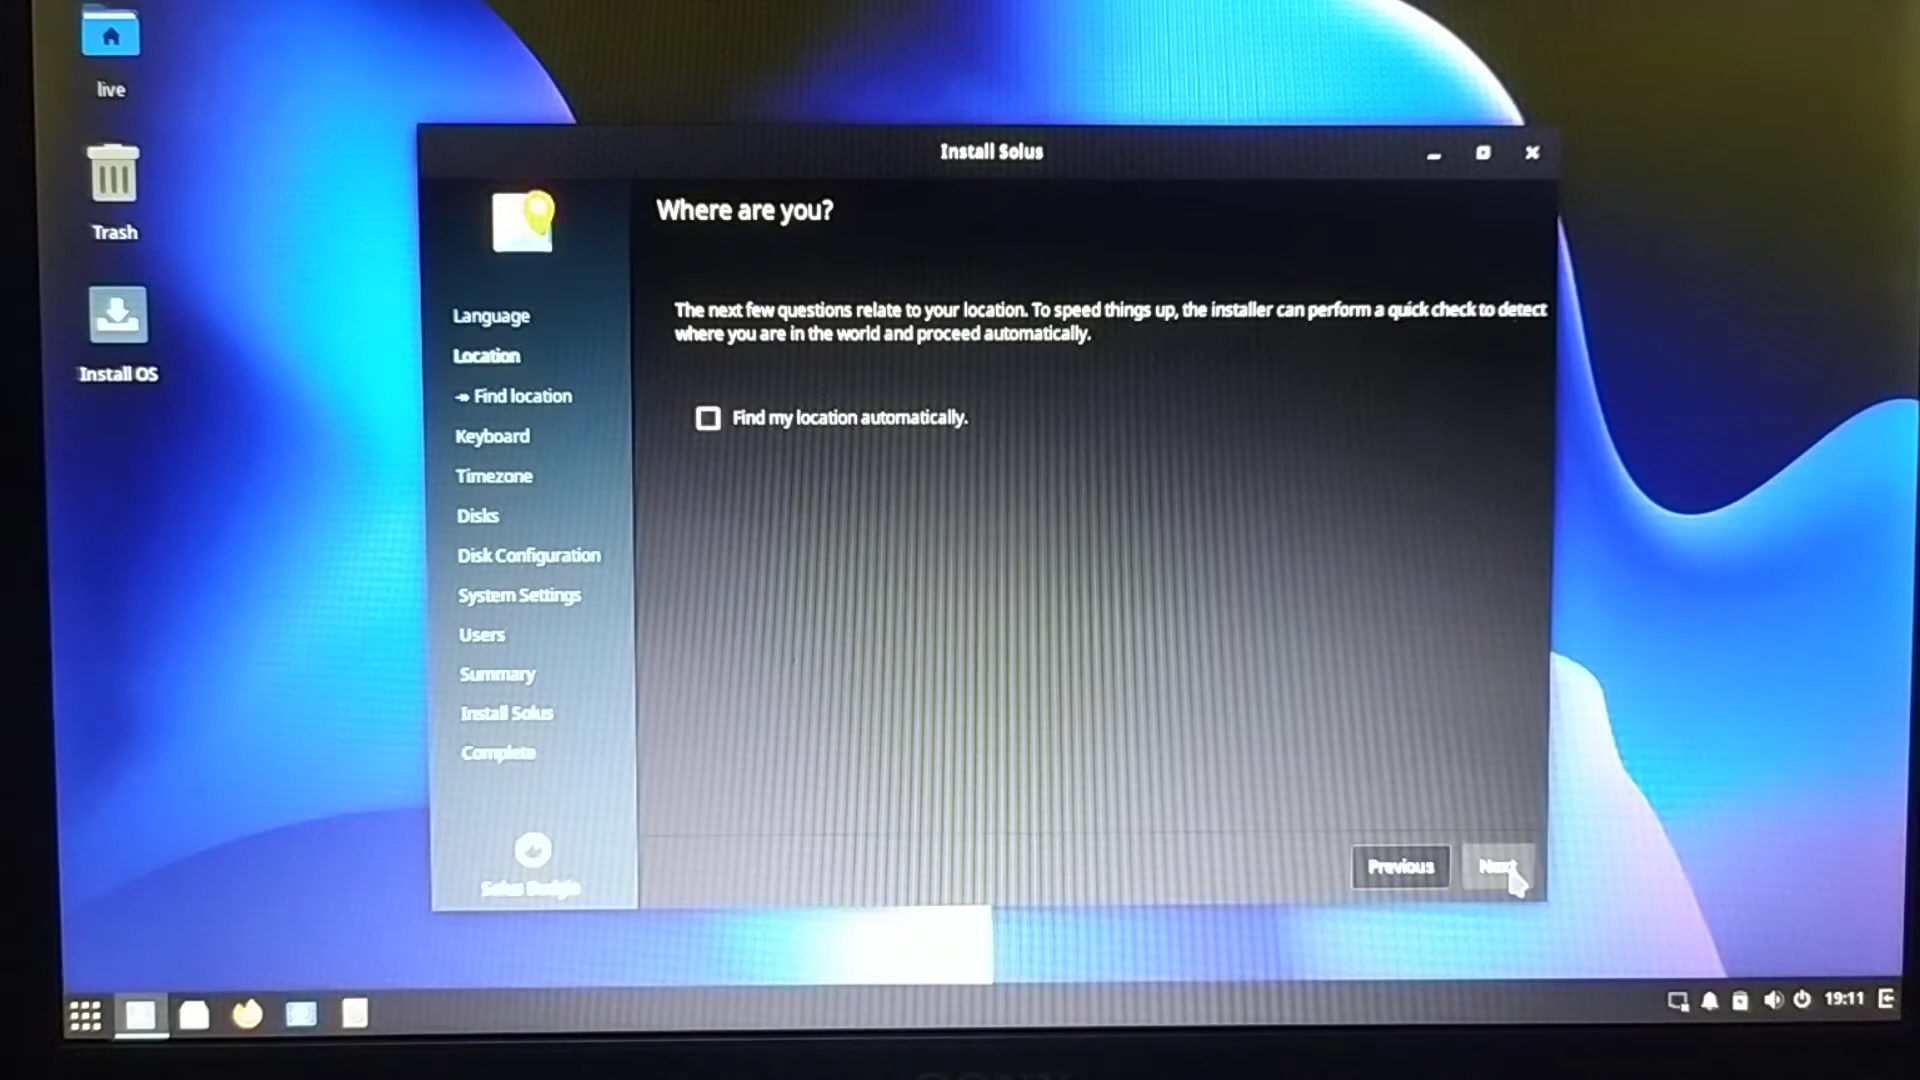 live
Trash
Install OS
Install Solus
Where are you?
The next few questions relate to your location. To speed things up, the installer can perform a quick check to detect
where you are in the world and proceed automatically.
Find my location automatically.
Language
Location
→ Find location
Keyboard
Timezone
Disks
Disk Configuration
System Settings
Users
Summary
Install Solus
Complete
Solus Budgie
Previous
Next
19:11